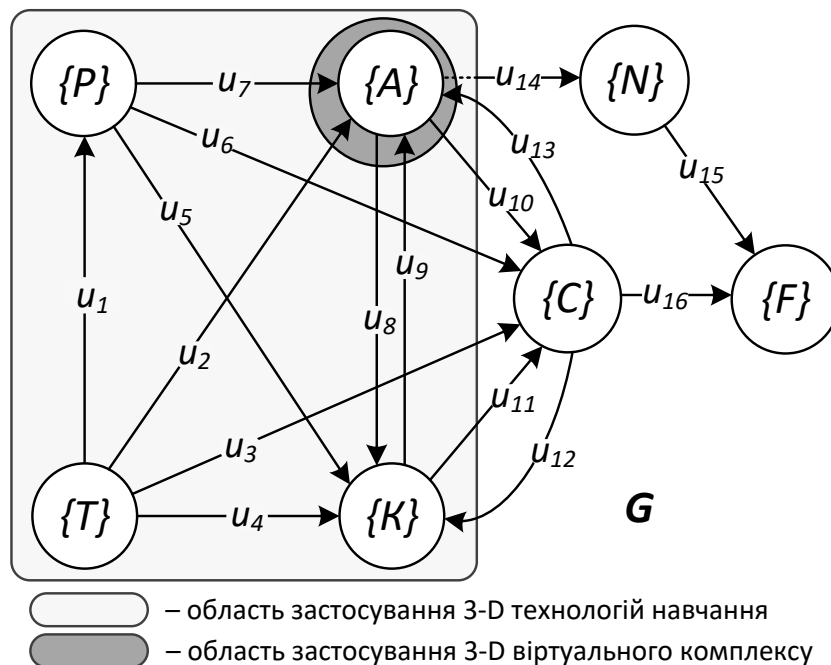 {P}
u7
{A}
u14
{N}
u6
u13
u15
u5
u10
u1
u9
{C}
u16
{F}
u8
u2
u11
u3
u12
{T}
u4
{К}
G
– область застосування 3-D технологій навчання
– область застосування 3-D віртуального комплексу